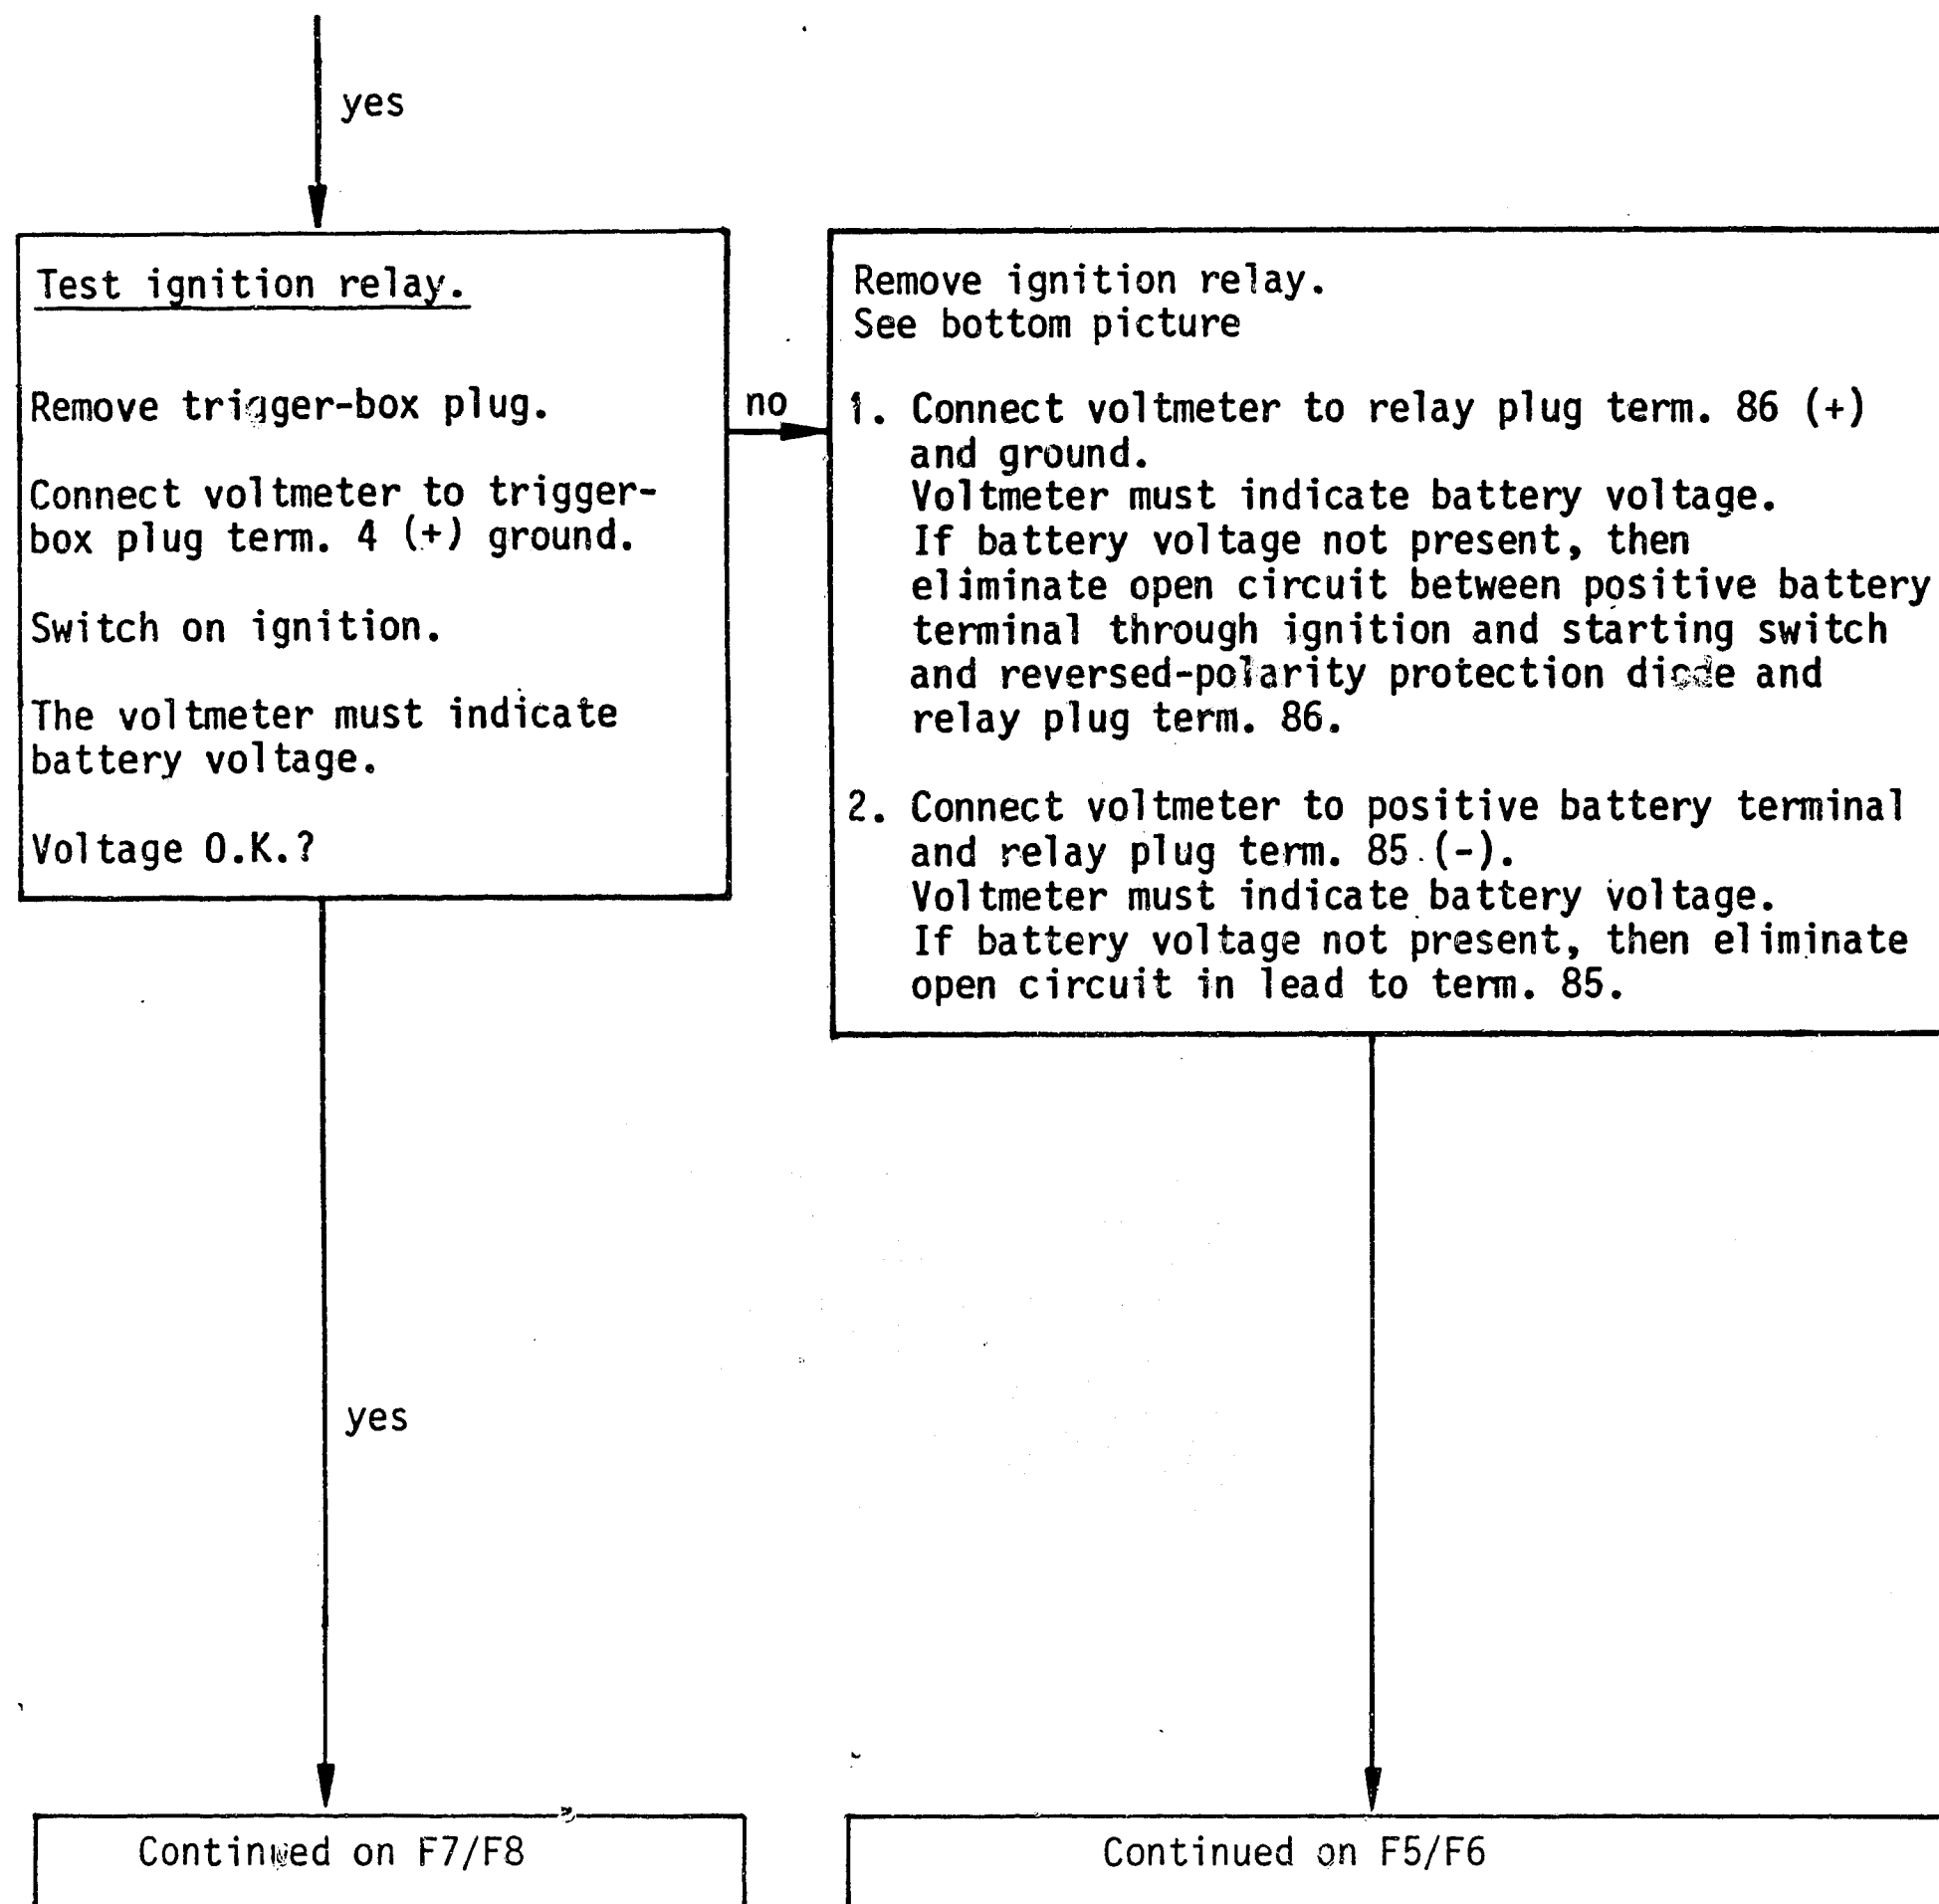 yes
Test ignition relay.
Remove trigger-box plug.
Connect voltmeter to trigger-
box plug term. 4 (+) ground.
Switch on ignition.
The voltmeter must indicate
battery voltage.
Voltage O.K.?
no
Remove ignition relay.
See bottom picture
1. Connect voltmeter to relay plug term. 86 (+)
and ground.
Voltmeter must indicate battery voltage.
If battery voltage not present, then
eliminate open circuit between positive battery
terminal through ignition and starting switch
and reversed-polarity protection diode and
relay plug term. 86.
2. Connect voltmeter to positive battery terminal
and relay plug term. 85 (-).
Voltmeter must indicate battery voltage.
If battery voltage not present, then eliminate
open circuit in lead to term. 85.
yes
Continued on F7/F8
Continued on F5/F6